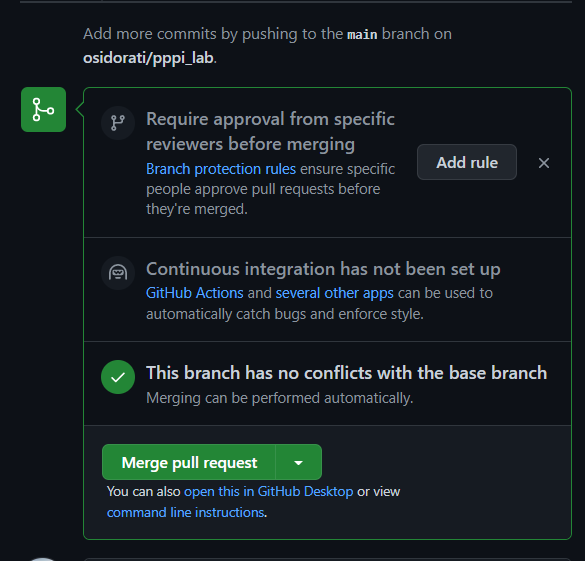 Add more commits by pushing to the main branch on
osidorati/pppi_lab.
Require approval from specific
reviewers before merging
Branch protection rules ensure specific
people approve pull requests before
they're merged.
Add rule
Continuous integration has not been set up
GitHub Actions and several other apps can be used to
automatically catch bugs and enforce style.
This branch has no conflicts with the base branch
Merging can be performed automatically.
Merge pull request
You can also open this in GitHub Desktop or view
command line instructions.